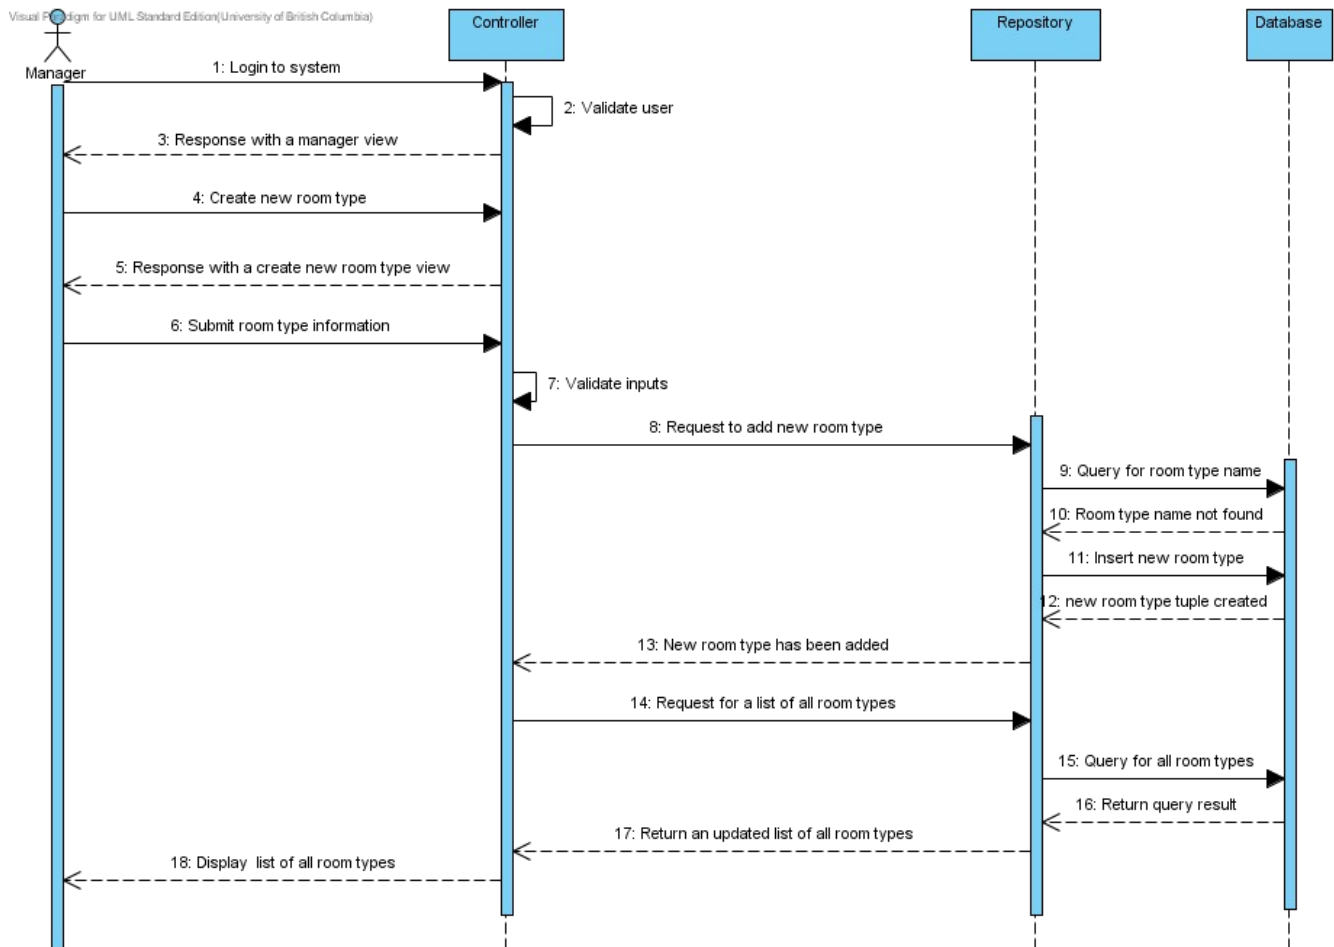 Visual Paradigm for UML Standard Edition(University of British Columbia)
Controller
Repository
Database
Manager
1: Login to system
2: Validate user
3: Response with a manager view
4: Create new room type
5: Response with a create new room type view
6: Submit room type information
7: Validate inputs
8: Request to add new room type
9: Query for room type name
10: Room type name not found
11: Insert new room type
12: new room type tuple created
13: New room type has been added
14: Request for a list of all room types
15: Query for all room types
16: Return query result
17: Return an updated list of all room types
18: Display  list of all room types